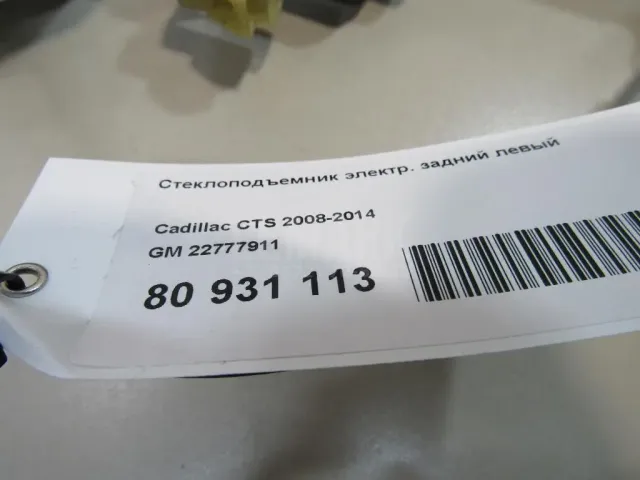 Стеклоподъемник электр. задний левый
Cadillac CTS 2008-2014
GM 22777911
80 931 113